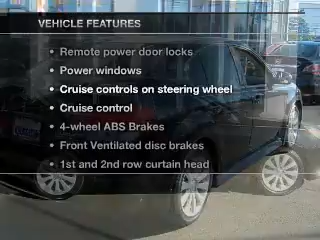 VEHICLE FEATURES
• Remote power door locks
• Power windows
• Cruise controls on steering wheel
• Cruise control
• 4-wheel ABS Brakes
• Front Ventilated disc brakes
• 1st and 2nd row curtain head